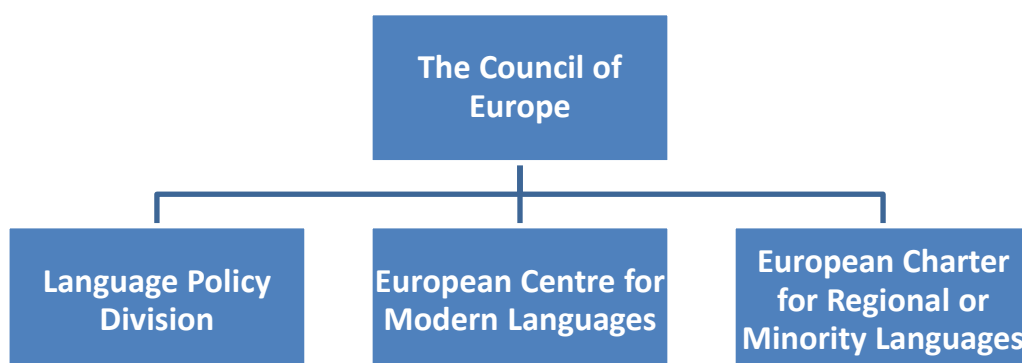 The Council of
Europe
Language Policy
Division
European Centre for
Modern Languages
European Charter
for Regional or
Minority Languages